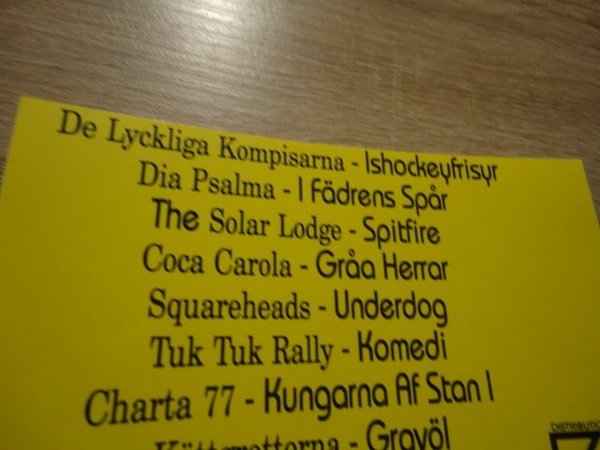 De Lyckliga Kompisarna - Ishockeyfrisyr
Dia Psalma - I Fädrens Spår
The Solar Lodge - Spitfire
Coca Carola - Gråa Herrar
Squareheads - Underdog
Tuk Tuk Rally - Komedi
Charta 77 - Kungarna Af Stan I
Köttgrottorna - Gravöl